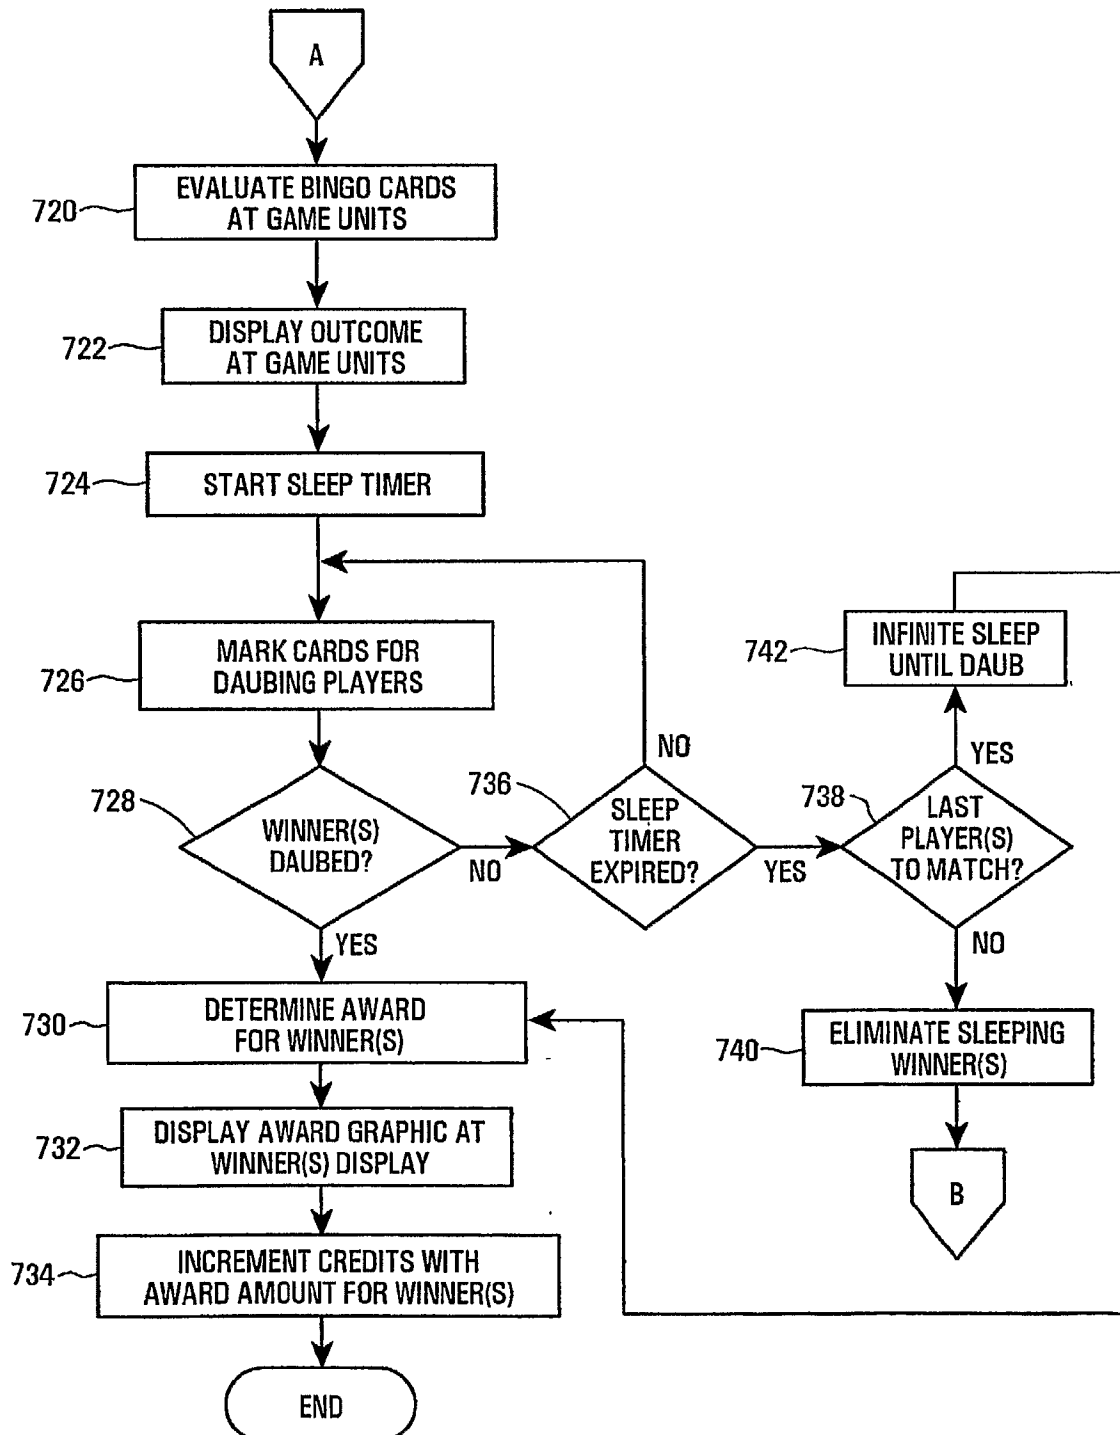 A
EVALUATE BINGO CARDS
AT GAME UNITS
720
DISPLAY OUTCOME
AT GAME UNITS
722
START SLEEP TIMER
724
MARK CARDS FOR
DAUBING PLAYERS
726
INFINITE SLEEP
UNTIL DAUB
742
WINNER(S)
DAUBED?
728
NO
YES
SLEEP
TIMER
EXPIRED?
736
NO
YES
LAST
PLAYER(S)
TO MATCH?
738
YES
NO
DETERMINE AWARD
FOR WINNER(S)
730
ELIMINATE SLEEPING
WINNER(S)
740
DISPLAY AWARD GRAPHIC AT
WINNER(S) DISPLAY
732
B
INCREMENT CREDITS WITH
AWARD AMOUNT FOR WINNER(S)
734
END